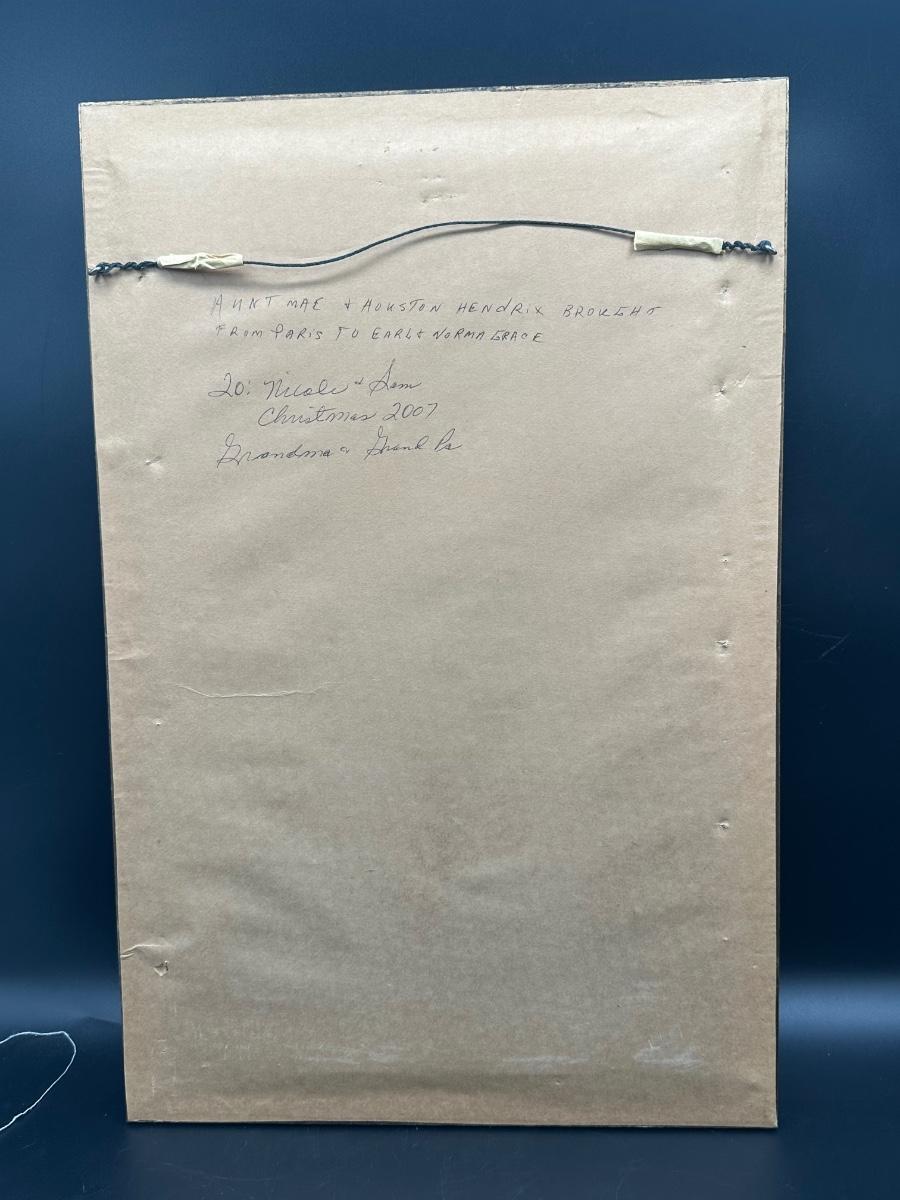 AUNT MAE & HOUSTON HENDRIX BROUGHT
FROM PARIS TO EARL & NORMA GRACE
To: Nicole & Sam
Christmas 2007
Grandma & Grand Pa